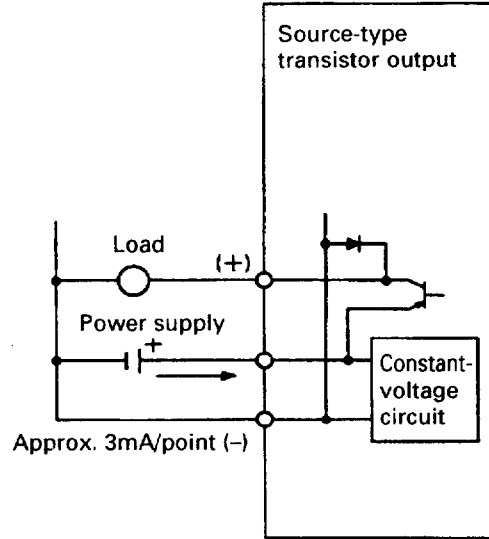 Source-type
transistor output
Load
(+)
Power supply
+
Constant-
voltage
circuit
Approx. 3mA/point (–)